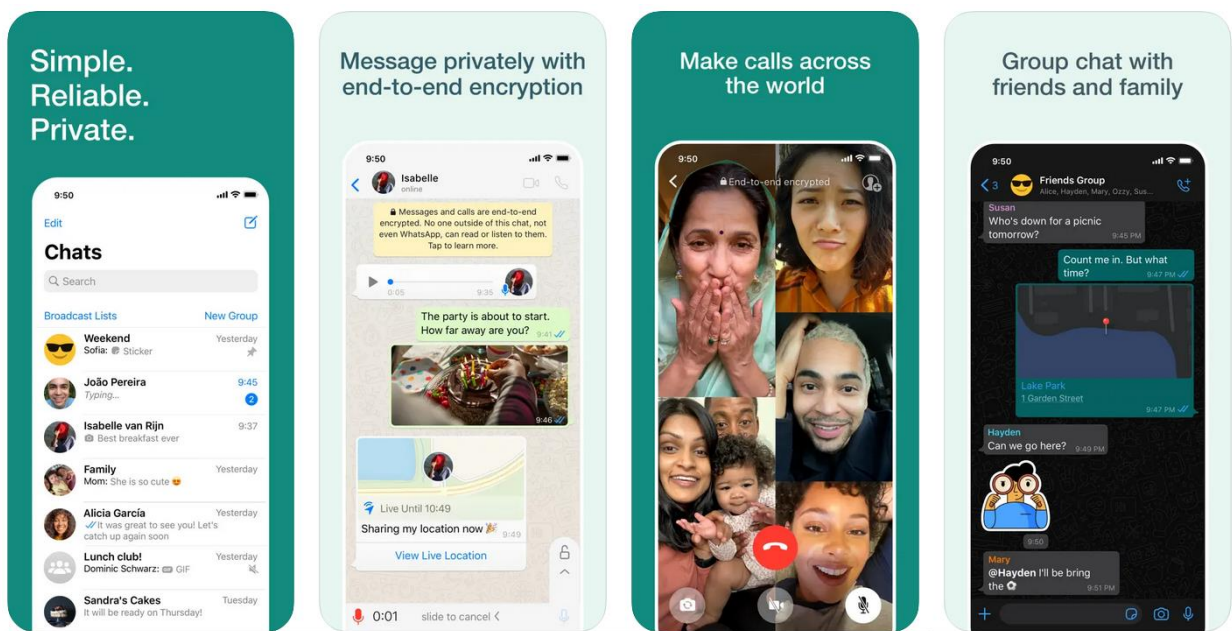 Simple.
Reliable.
Private.
9:50
Edit
Chats
Search
Broadcast Lists New Group
Weekend Yesterday
Sofia: Sticker
João Pereira 9:45
Typing... 2
Isabelle van Rijn 9:37
Best breakfast ever
Family Yesterday
Mom: She is so cute 😍
Alicia García Yesterday
It was great to see you! Let's
catch up again soon
Lunch club! Yesterday
Dominic Schwarz: GIF GIF
Sandra's Cakes Tuesday
It will be ready on Thursday!
Message privately with
end-to-end encryption
9:50
Isabelle
online
Messages and calls are end-to-end
encrypted. No one outside of this chat, not
even WhatsApp, can read or listen to them.
Tap to learn more.
0:05 9:35
The party is about to start.
How far away are you? 9:41
9:46
Live Until 10:49
Sharing my location now 🎉 9:49
View Live Location
0:01 slide to cancel <
Make calls across
the world
9:50
End-to-end encrypted
Group chat with
friends and family
9:50
3 Friends Group
Alice, Hayden, Mary, Ozzy, Sus...
Susan
Who's down for a picnic
tomorrow? 9:45 PM
Count me in. But what
time? 9:47 PM
Lake Park
1 Garden Street
9:47 PM
Hayden
Can we go here? 9:49 PM
9:50
Mary
@Hayden I'll be bring
the ⚽ 9:51 PM